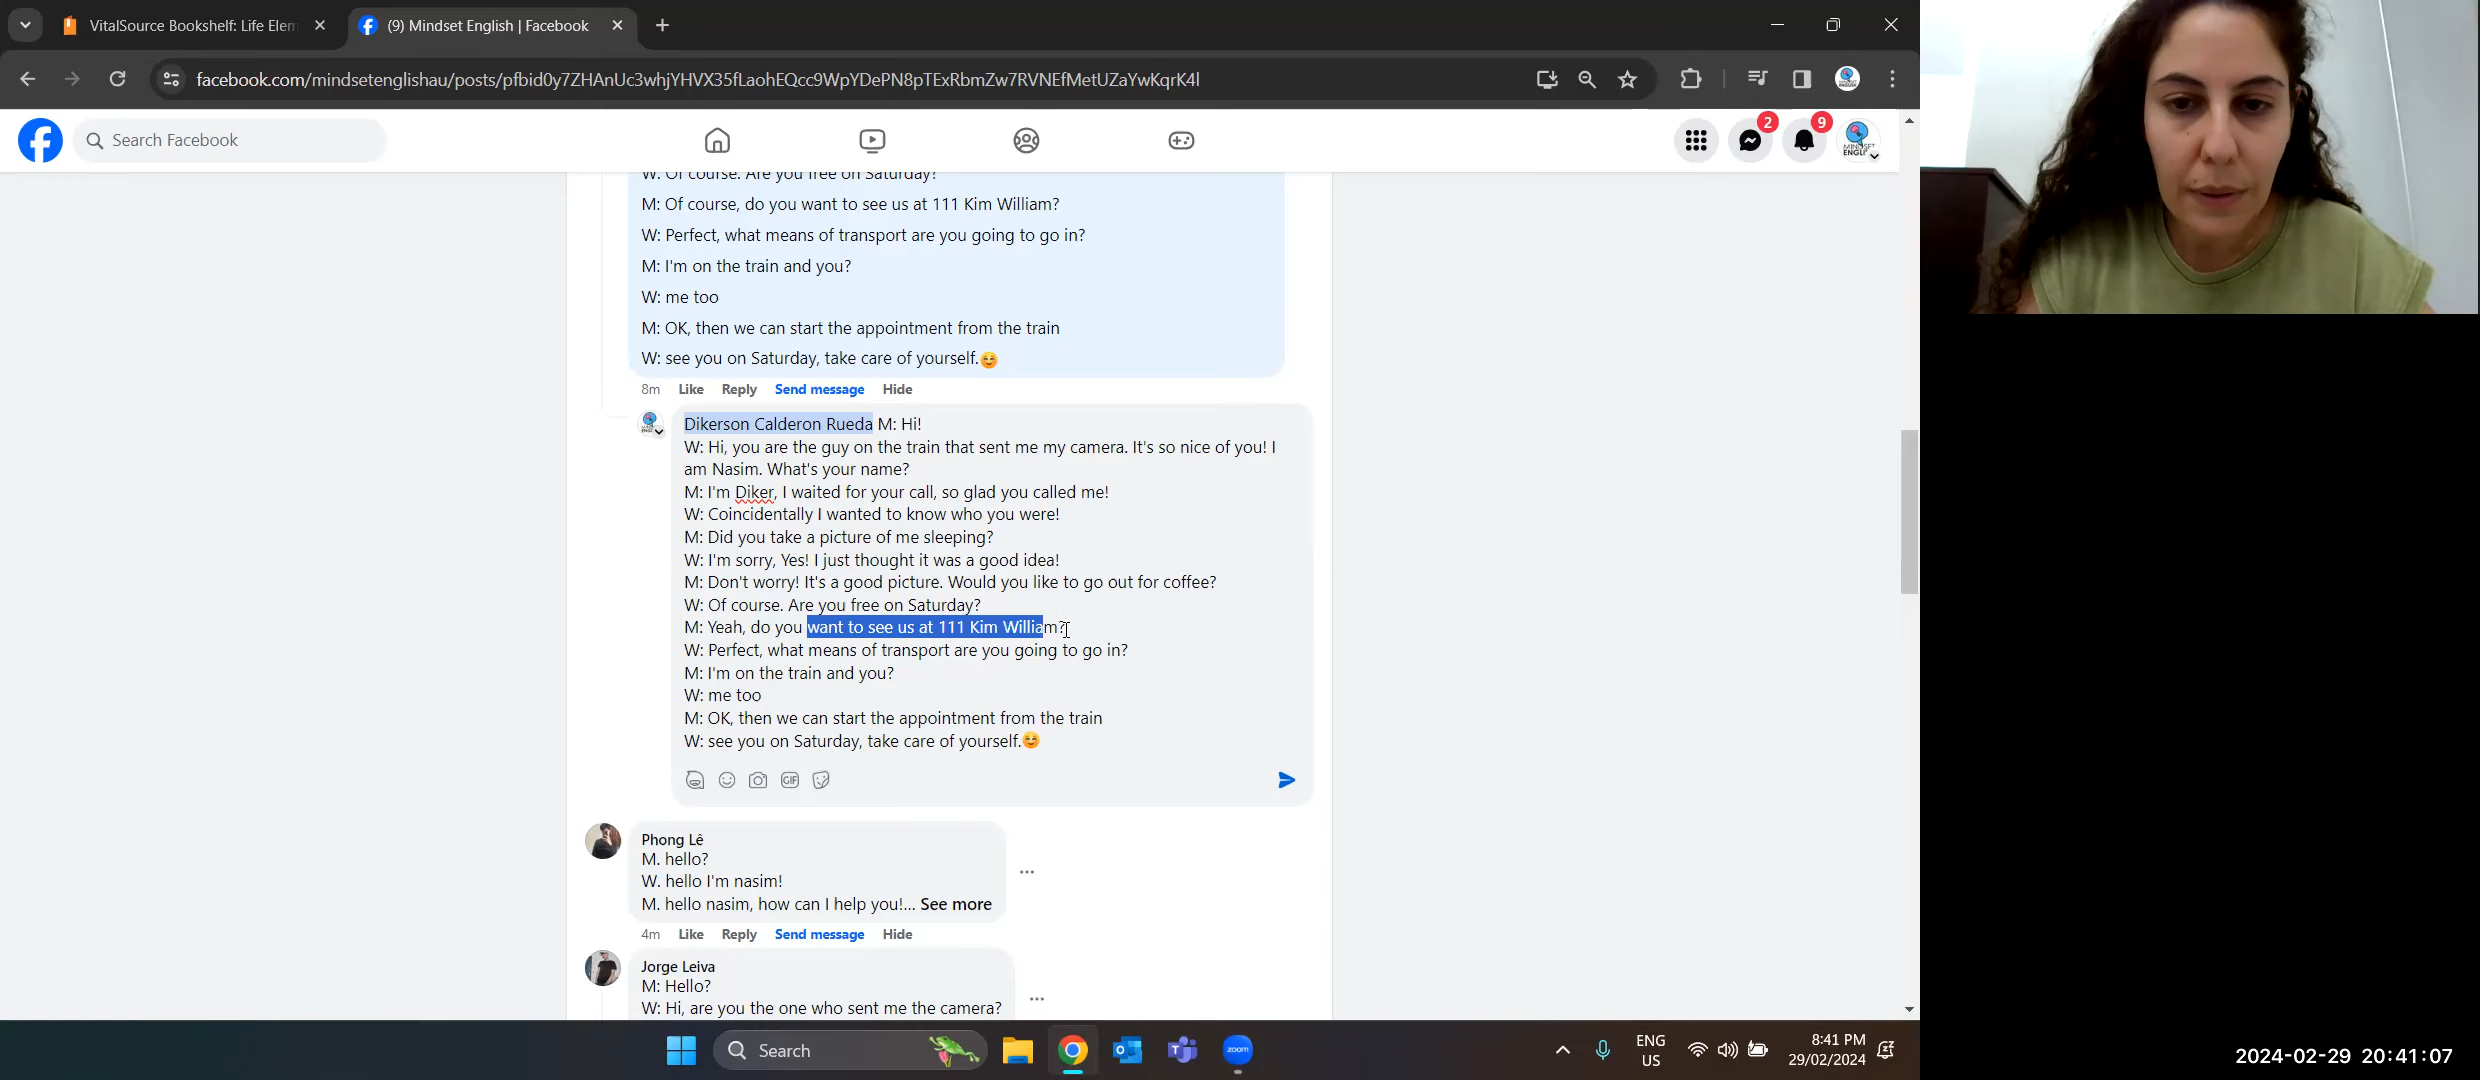 VitalSource Bookshelf: Life Elem
(9) Mindset English | Facebook
facebook.com/mindsetenglishau/posts/pfbid0y7ZHAnUc3whjYHVX35fLaohEQcc9WpYDePN8pTExRbmZw7RVNEfMetUZaYwKqrK4l
Search Facebook
2
9
W: Of course. Are you free on Saturday?
M: Of course, do you want to see us at 111 Kim William?
W: Perfect, what means of transport are you going to go in?
M: I'm on the train and you?
W: me too
M: OK, then we can start the appointment from the train
W: see you on Saturday, take care of yourself.😊
8m Like Reply Send message Hide
Dikerson Calderon Rueda M: Hi!
W: Hi, you are the guy on the train that sent me my camera. It's so nice of you! I
am Nasim. What's your name?
M: I'm Diker, I waited for your call, so glad you called me!
W: Coincidentally I wanted to know who you were!
M: Did you take a picture of me sleeping?
W: I'm sorry, Yes! I just thought it was a good idea!
M: Don't worry! It's a good picture. Would you like to go out for coffee?
W: Of course. Are you free on Saturday?
M: Yeah, do you want to see us at 111 Kim William?
W: Perfect, what means of transport are you going to go in?
M: I'm on the train and you?
W: me too
M: OK, then we can start the appointment from the train
W: see you on Saturday, take care of yourself.😊
GIF
Phong Lê
M. hello?
W. hello I'm nasim!
M. hello nasim, how can I help you!... See more
4m Like Reply Send message Hide
Jorge Leiva
M: Hello?
W: Hi, are you the one who sent me the camera?
Search
zoom
ENG
US
8:41 PM
29/02/2024
2024-02-29 20:41:07